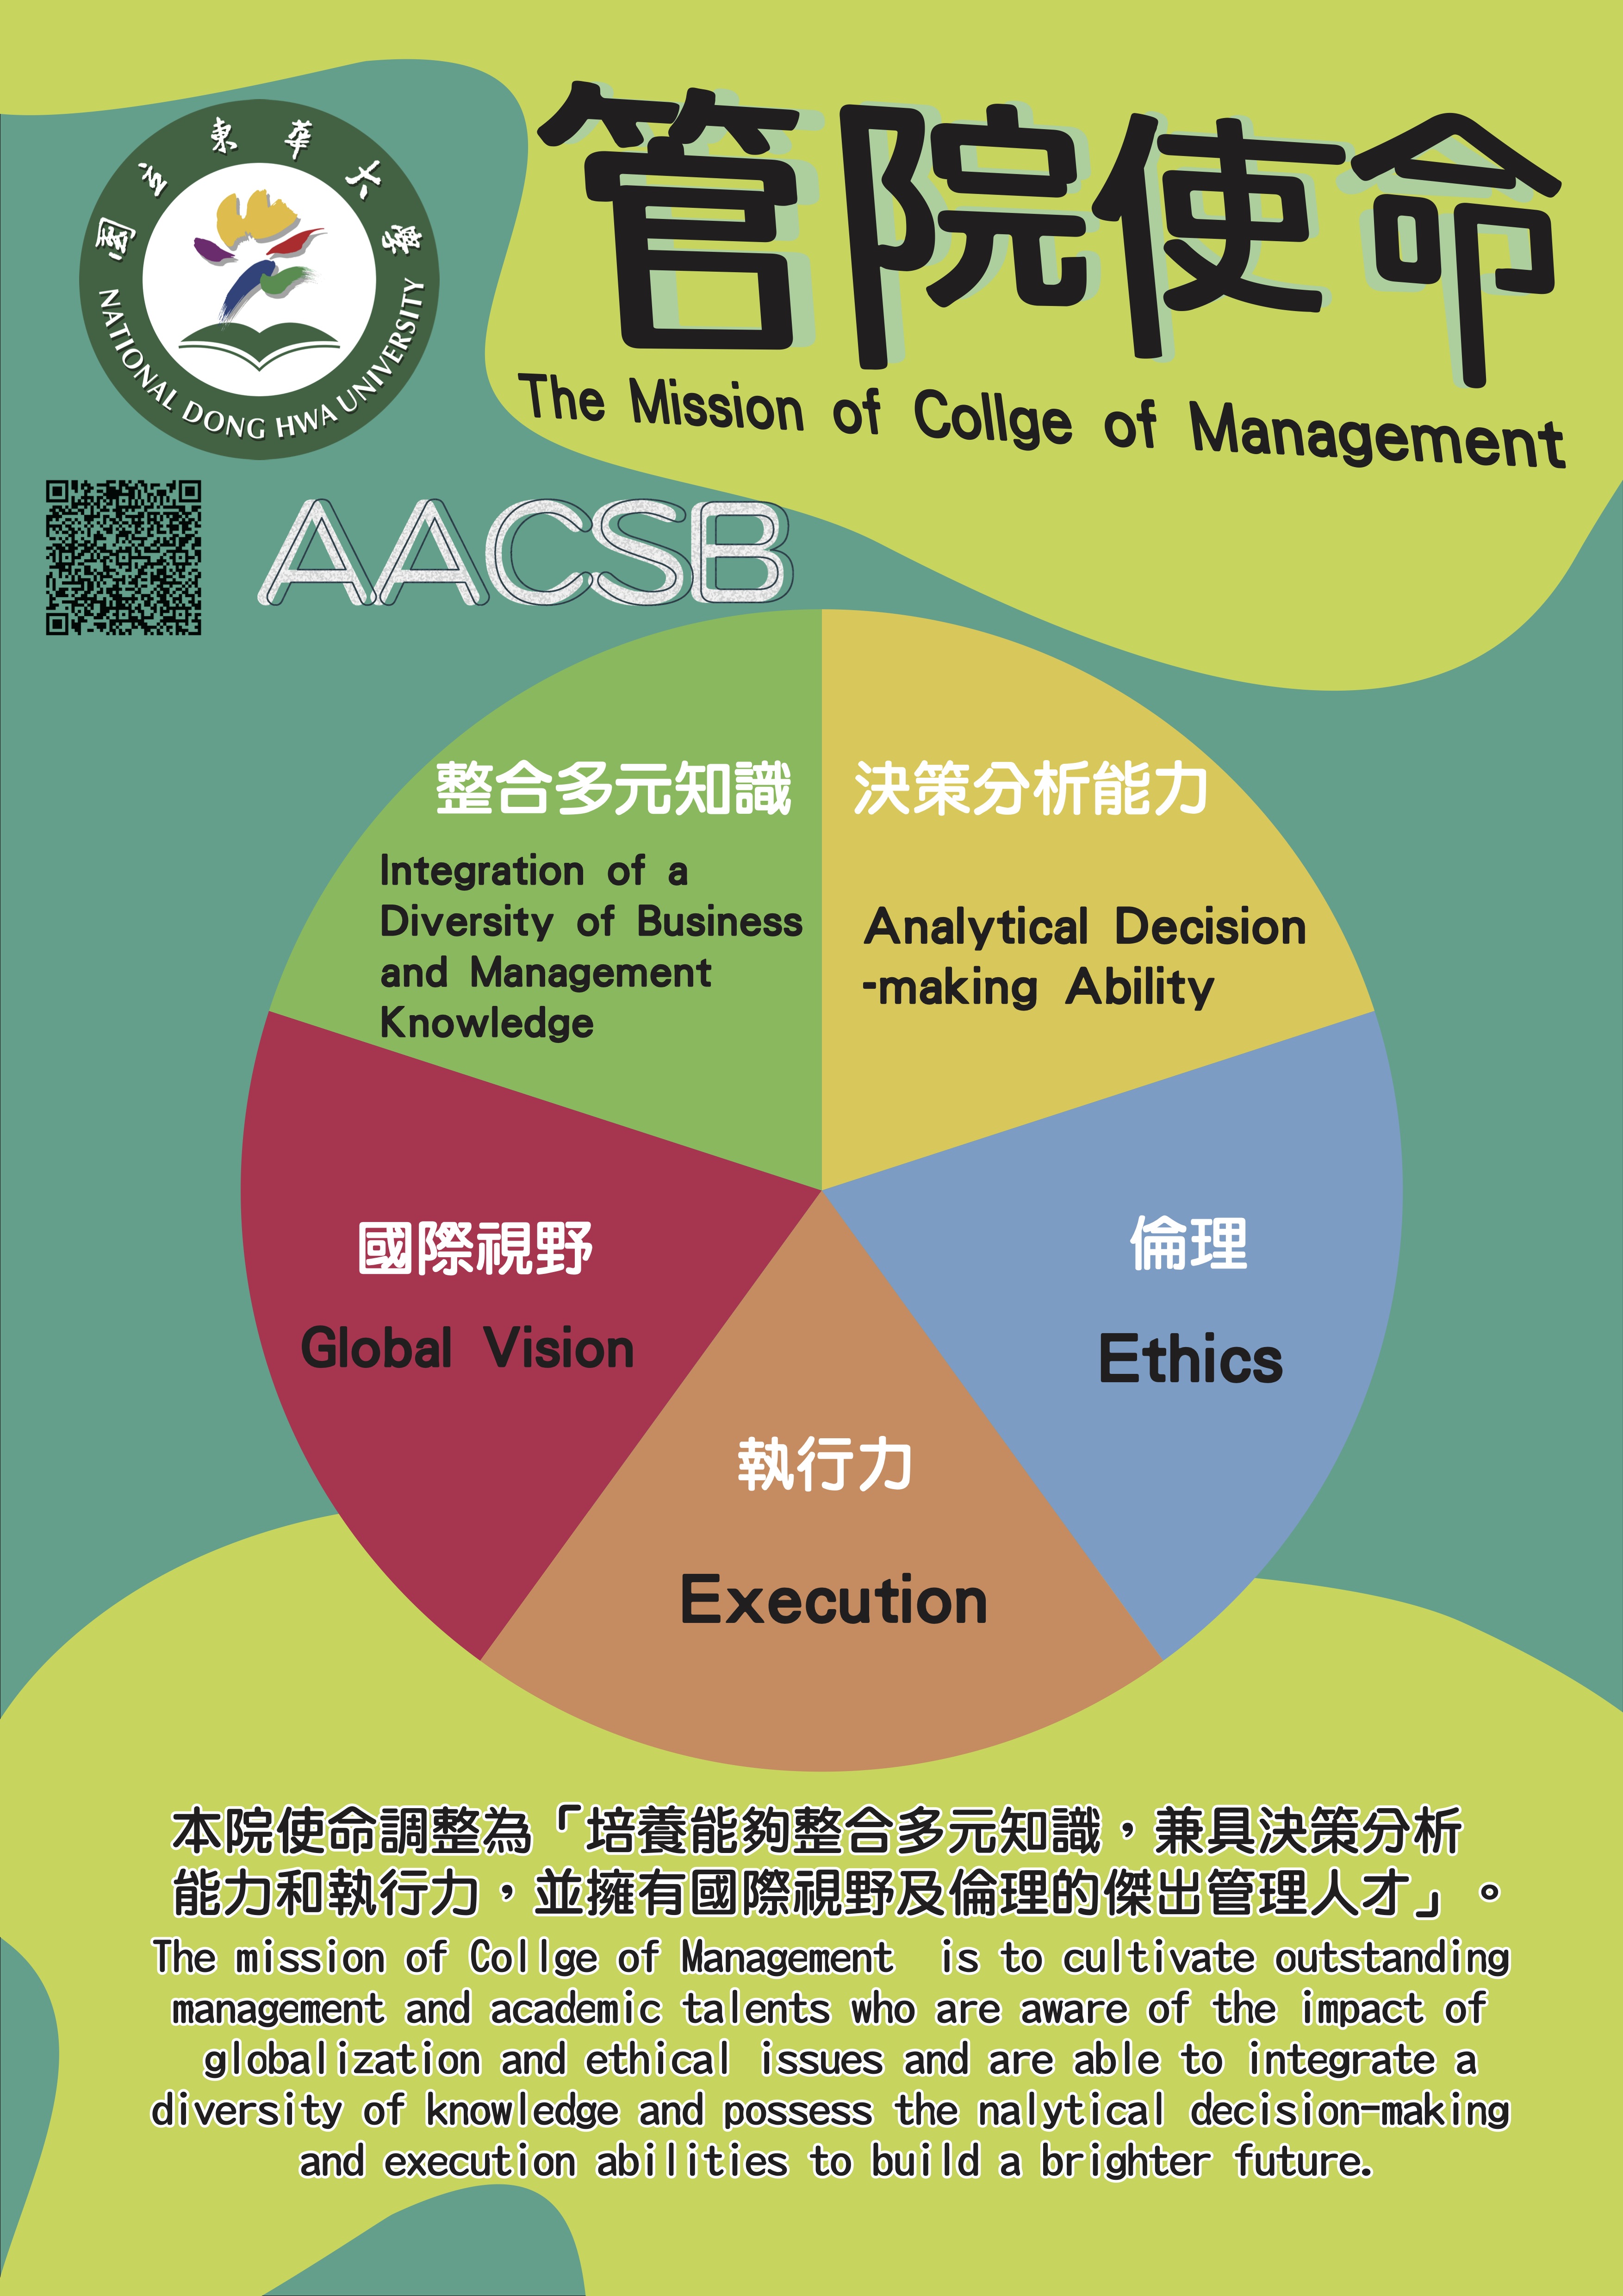 國立東華大學
NATIONAL DONG HWA UNIVERSITY
管院使命
The Mission of Collge of Management
AACSB
整合多元知識
Integration of a
Diversity of Business
and Management
Knowledge
決策分析能力
Analytical Decision
-making Ability
國際視野
Global Vision
倫理
Ethics
執行力
Execution
本院使命調整為「培養能夠整合多元知識，兼具決策分析
能力和執行力，並擁有國際視野及倫理的傑出管理人才」。
The mission of Collge of Management is to cultivate outstanding
management and academic talents who are aware of the impact of
globalization and ethical issues and are able to integrate a
diversity of knowledge and possess the nalytical decision-making
and execution abilities to build a brighter future.